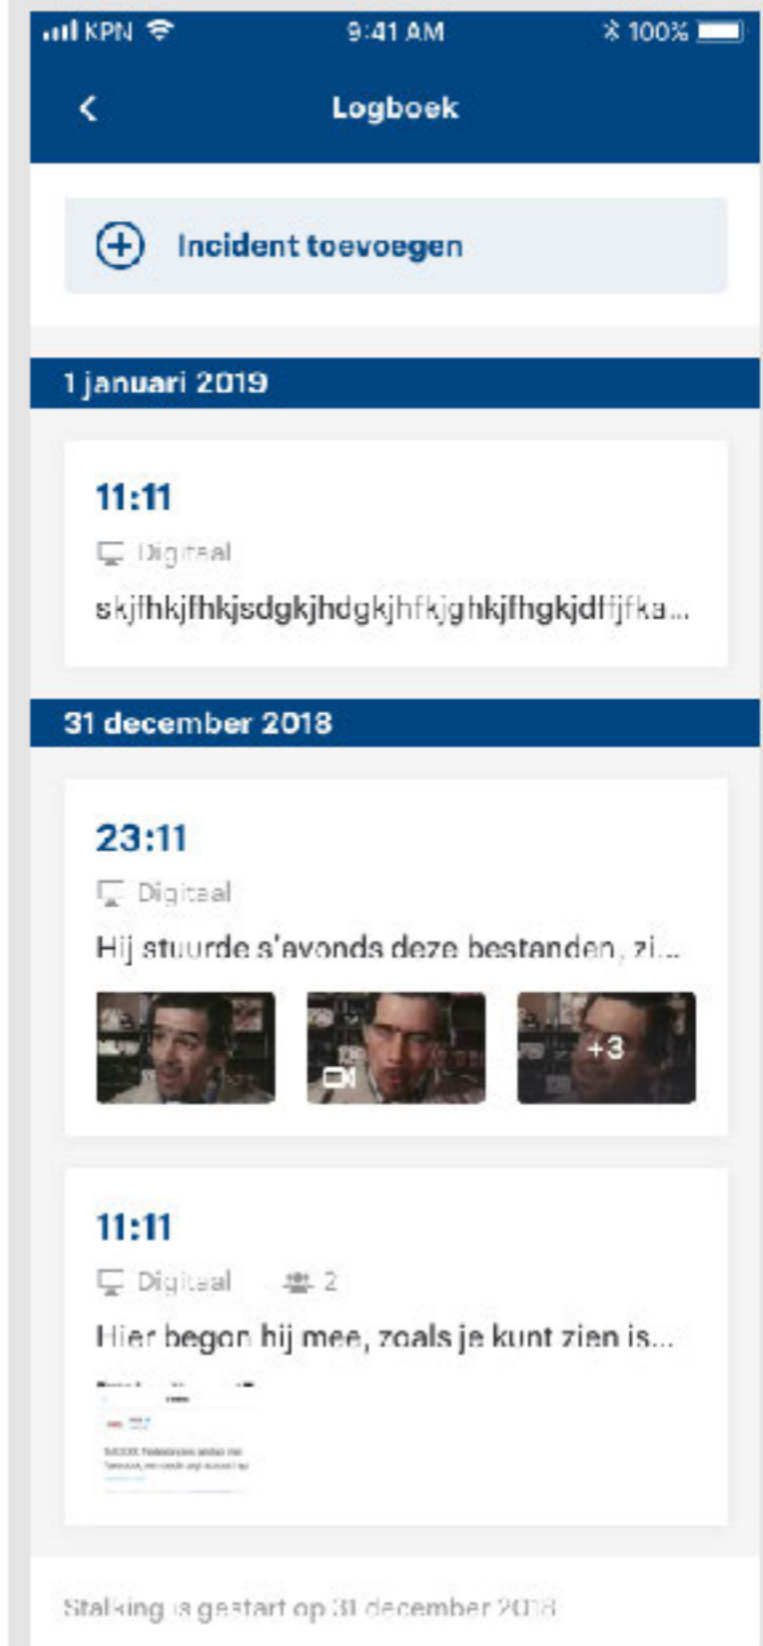 KPN 9:41 AM 100%
Logboek
Incident toevoegen
1 januari 2019
11:11
Digitaal
31 december 2018
23:11
Digitaal
Hij stuurde s'avonds deze bestanden, zi...
+3
11:11
Digitaal 2
Hier begon hij mee, zoals je kunt zien is...
Stalking is gestart op 31 december 2018